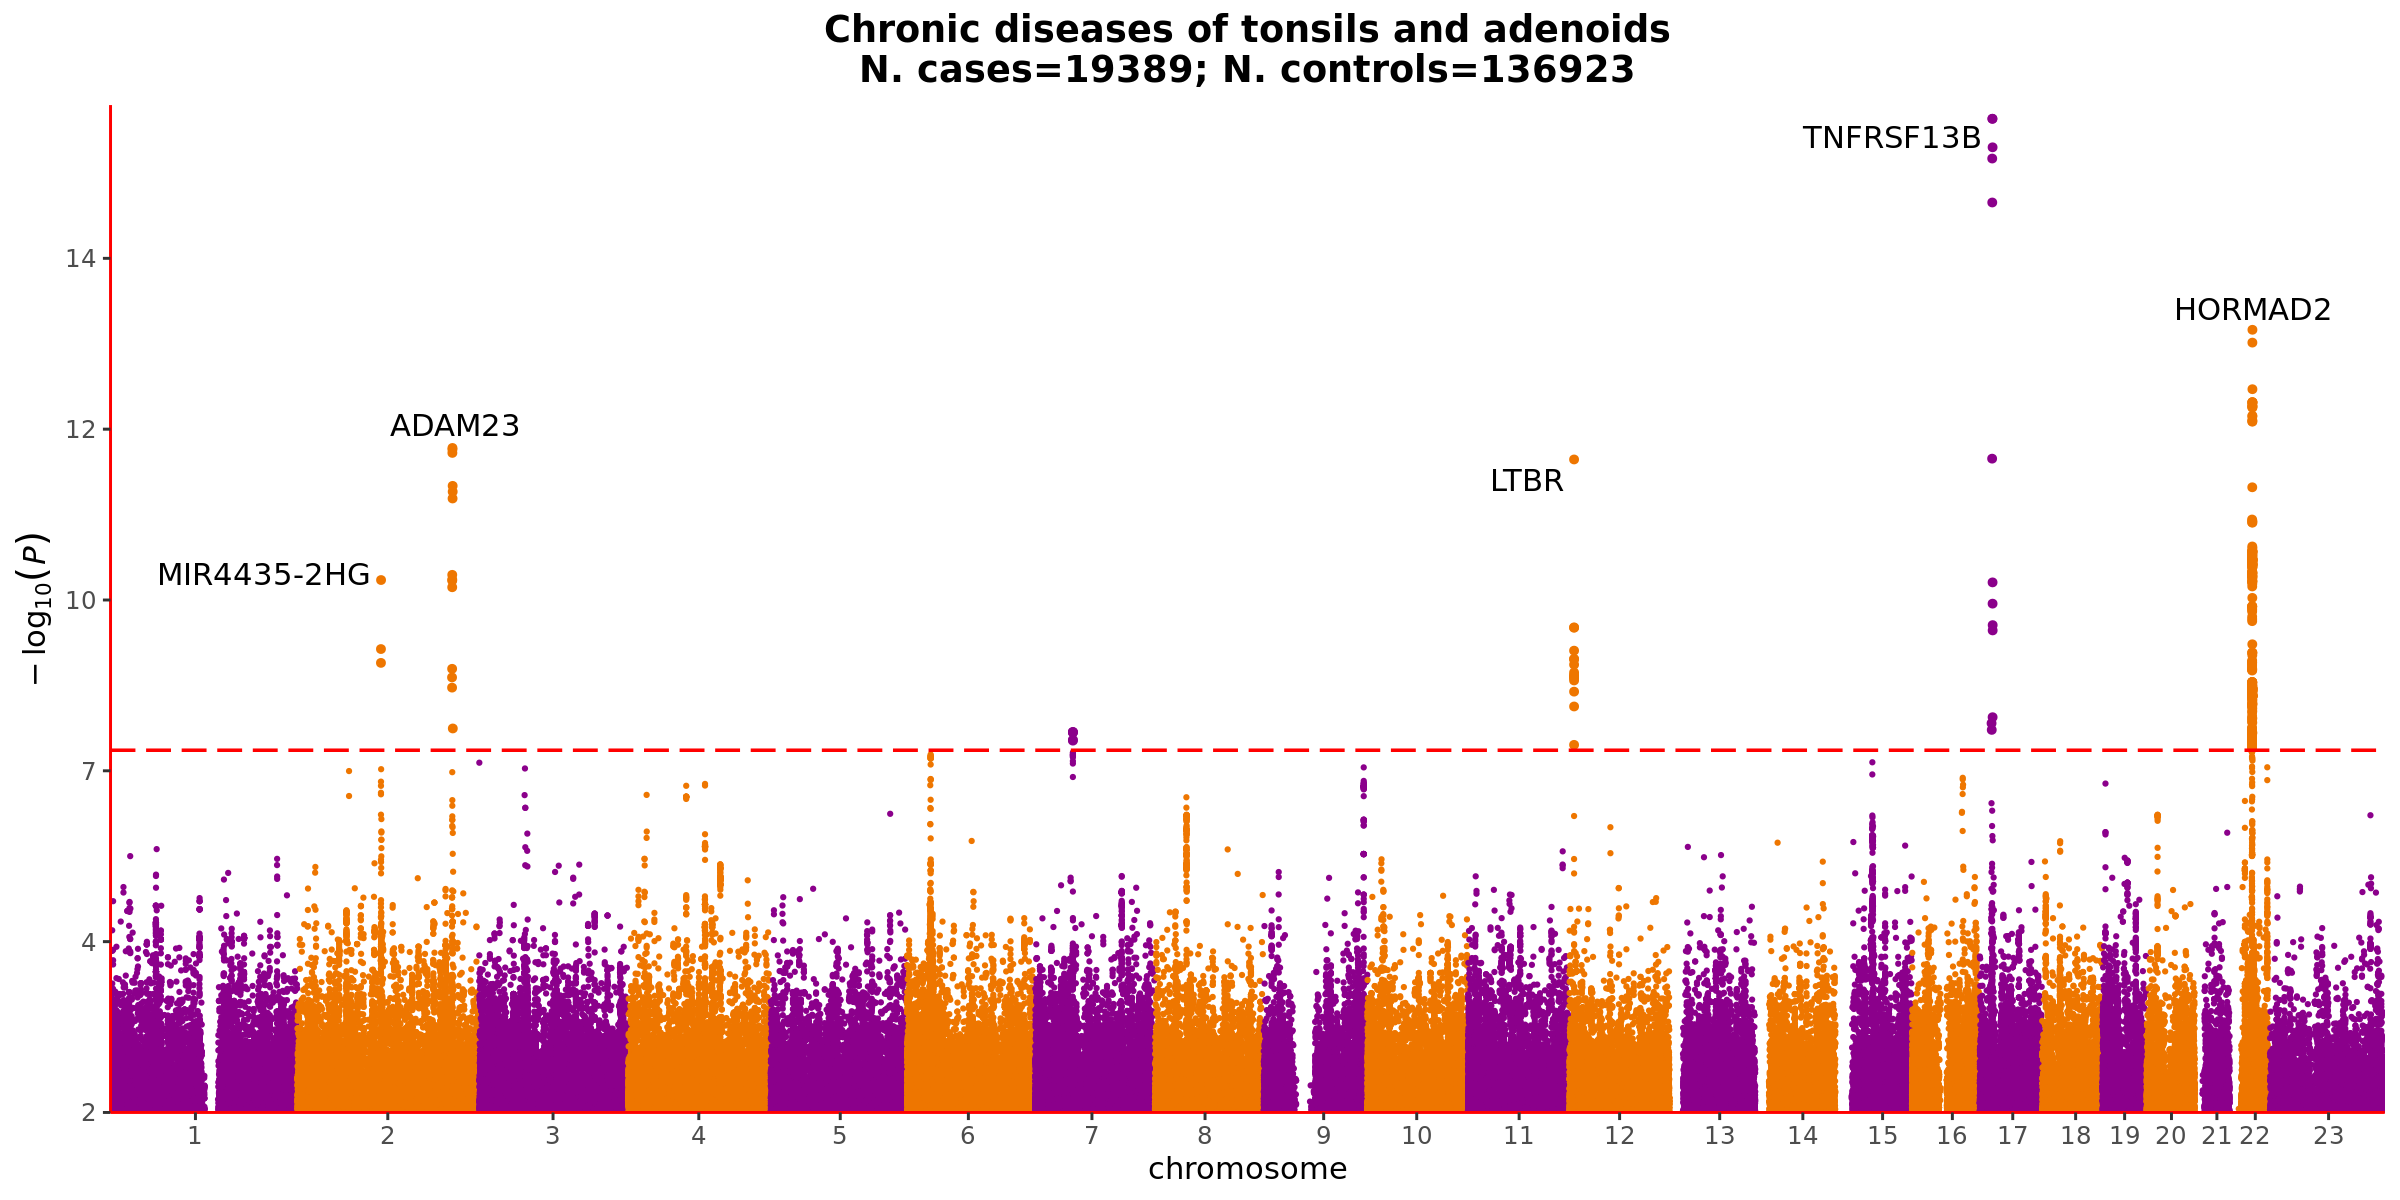 Chronic diseases of tonsils and adenoids
N. cases=19389; N. controls=136923
TNFRSF13B
14
HORMAD2
12
ADAM23
LTBR
MIR4435-2HG
10
−log10(P)
7
4
2
1 2 3 4 5 6 7 8 9 10 11 12 13 14 15 16 17 18 19 20 21 22 23
chromosome